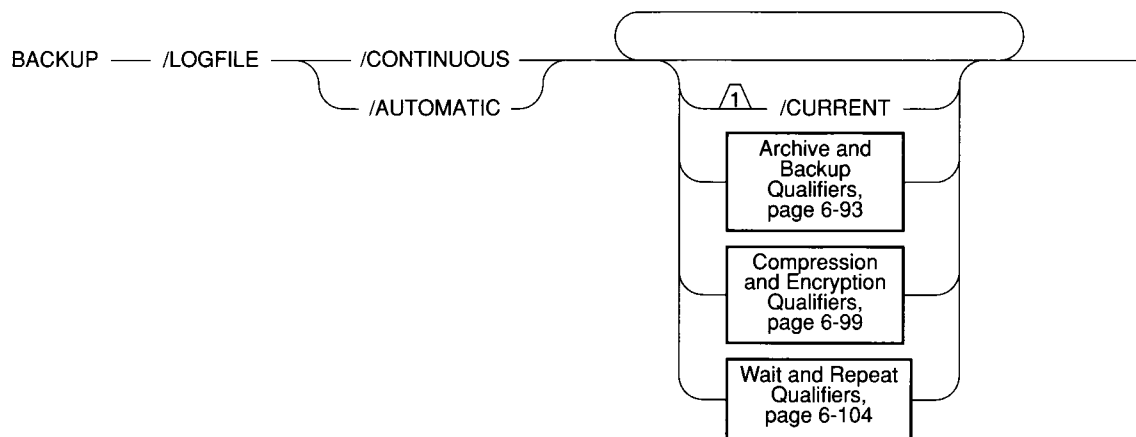 BACKUP /LOGFILE /CONTINUOUS
/AUTOMATIC
1 /CURRENT
Archive and
Backup
Qualifiers,
page 6-93
Compression
and Encryption
Qualifiers,
page 6-99
Wait and Repeat
Qualifiers,
page 6-104